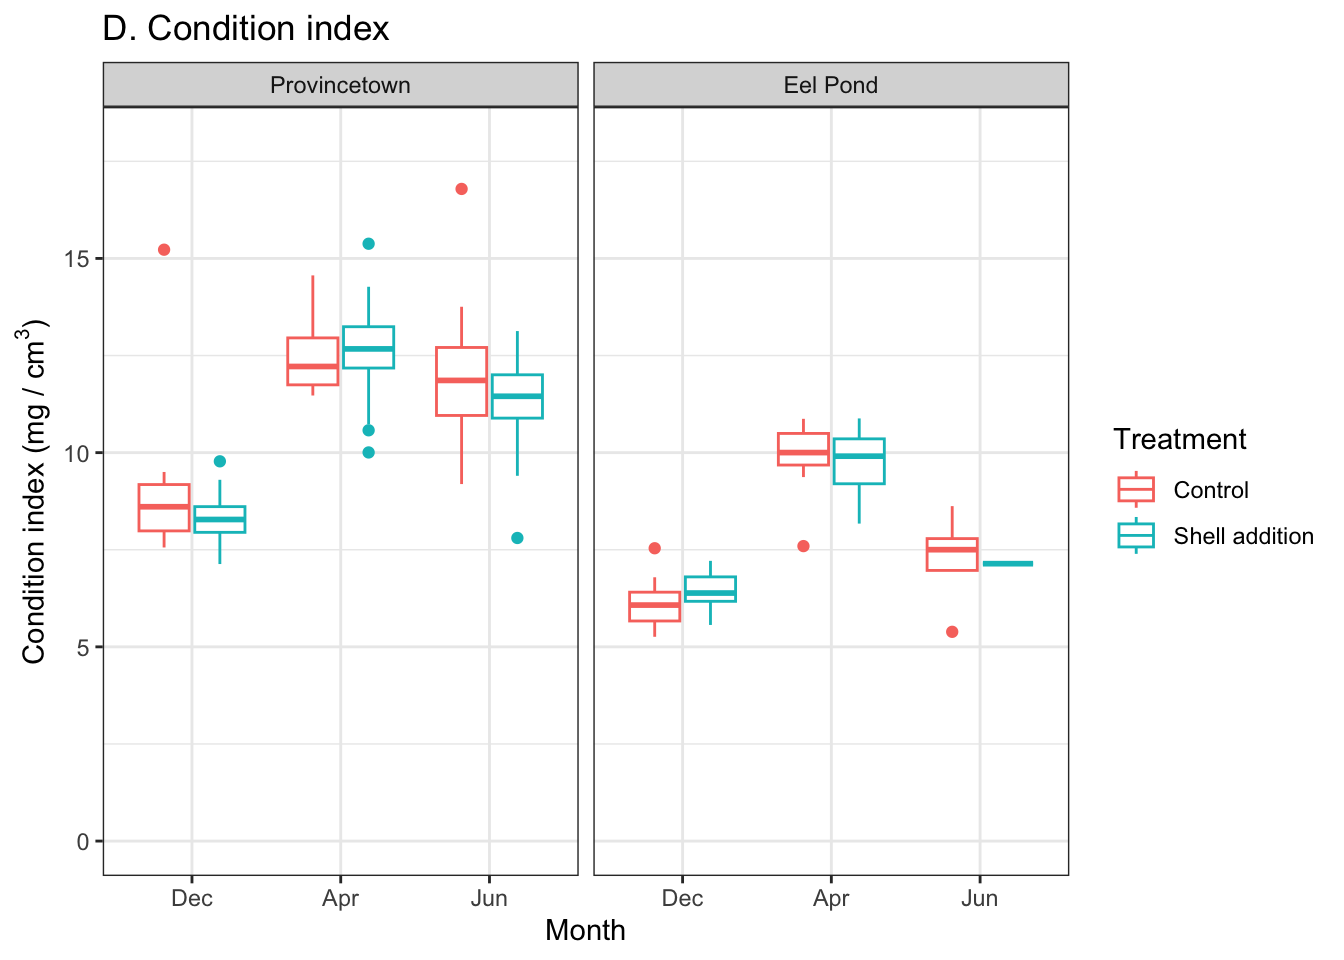 D. Condition index
Provincetown
Eel Pond
Condition index (mg / cm³)
15
10
5
0
Dec
Apr
Jun
Dec
Apr
Jun
Month
Treatment
Control
Shell addition